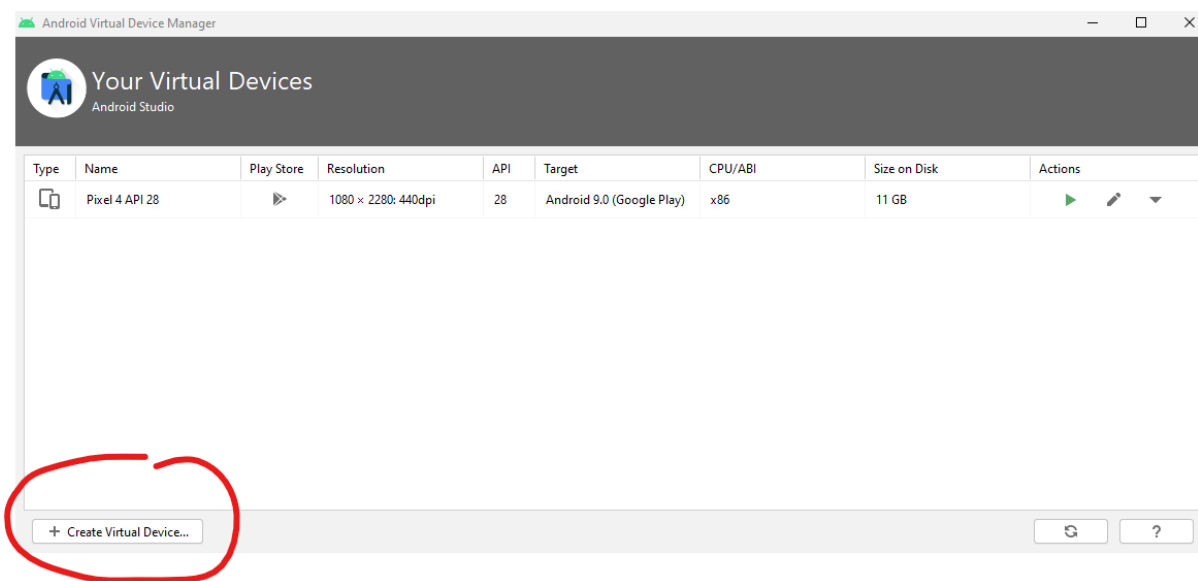 Android Virtual Device Manager
Your Virtual Devices
Android Studio
Type Name Play Store Resolution API Target CPU/ABI Size on Disk Actions
Pixel 4 API 28 1080 × 2280: 440dpi 28 Android 9.0 (Google Play) x86 11 GB
+ Create Virtual Device... ?